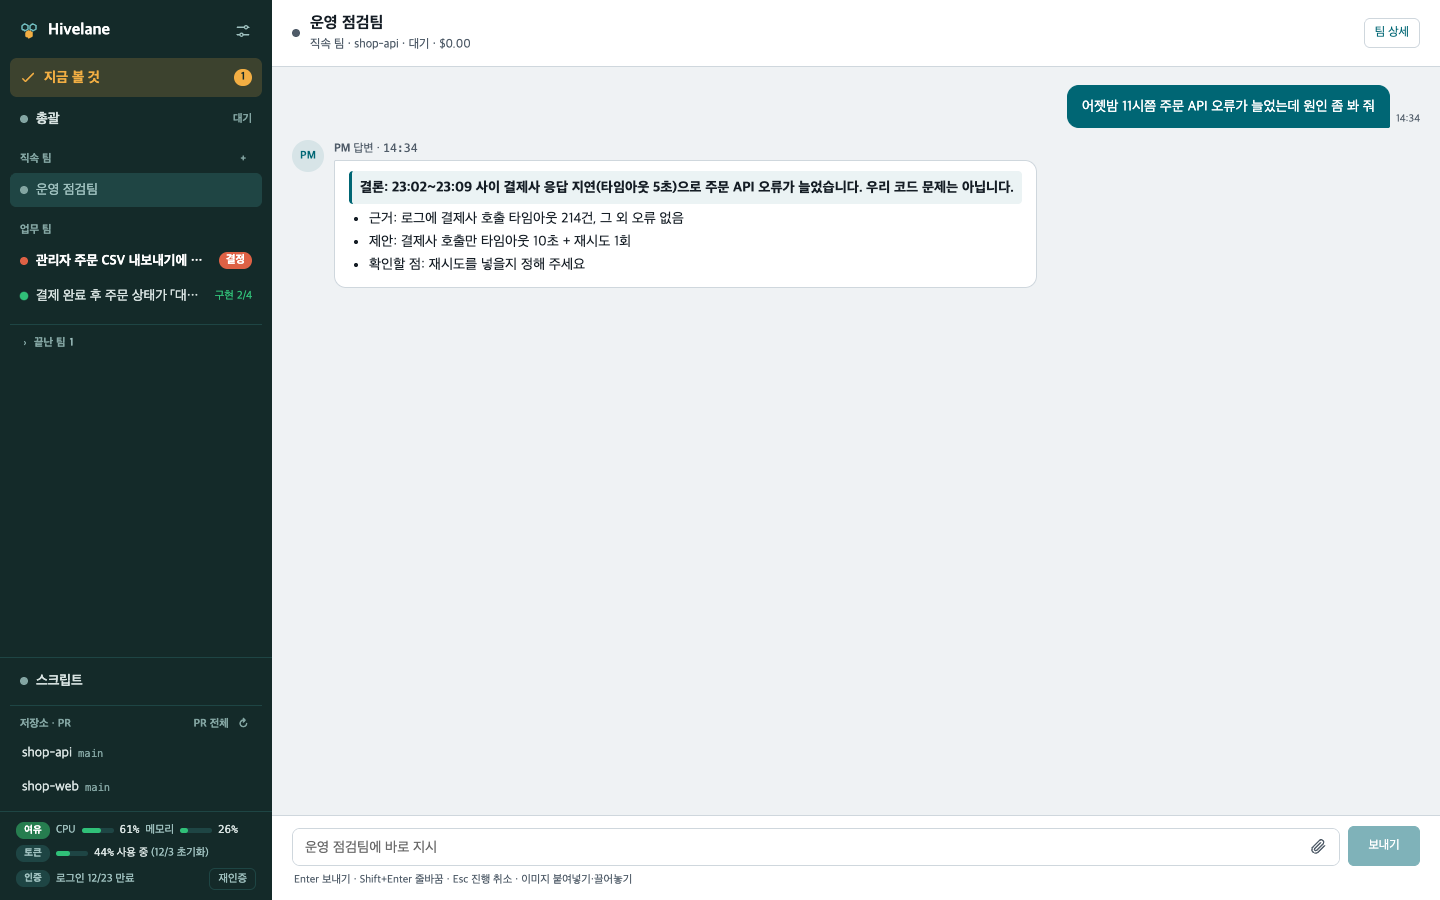 Hivelane
지금 볼 것 1
총괄 대기
직속 팀 +
운영 점검팀
업무 팀
관리자 주문 CSV 내보내기에 ··· 결정
결제 완료 후 주문 상태가 「대··· 구현 2/4
› 끝난 팀 1
스크립트
저장소 · PR PR 전체
shop-api main
shop-web main
여유 CPU 61% 메모리 26%
토큰 44% 사용 중 (12/3 초기화)
인증 로그인 12/23 만료 재인증
운영 점검팀
직속 팀 · shop-api · 대기 · $0.00
팀 상세
어젯밤 11시쯤 주문 API 오류가 늘었는데 원인 좀 봐 줘
14:34
PM
PM 답변 · 14:34
결론: 23:02~23:09 사이 결제사 응답 지연(타임아웃 5초)으로 주문 API 오류가 늘었습니다. 우리 코드 문제는 아닙니다.
• 근거: 로그에 결제사 호출 타임아웃 214건, 그 외 오류 없음
• 제안: 결제사 호출만 타임아웃 10초 + 재시도 1회
• 확인할 점: 재시도를 넣을지 정해 주세요
운영 점검팀에 바로 지시
보내기
Enter 보내기 · Shift+Enter 줄바꿈 · Esc 진행 취소 · 이미지 붙여넣기·끌어놓기